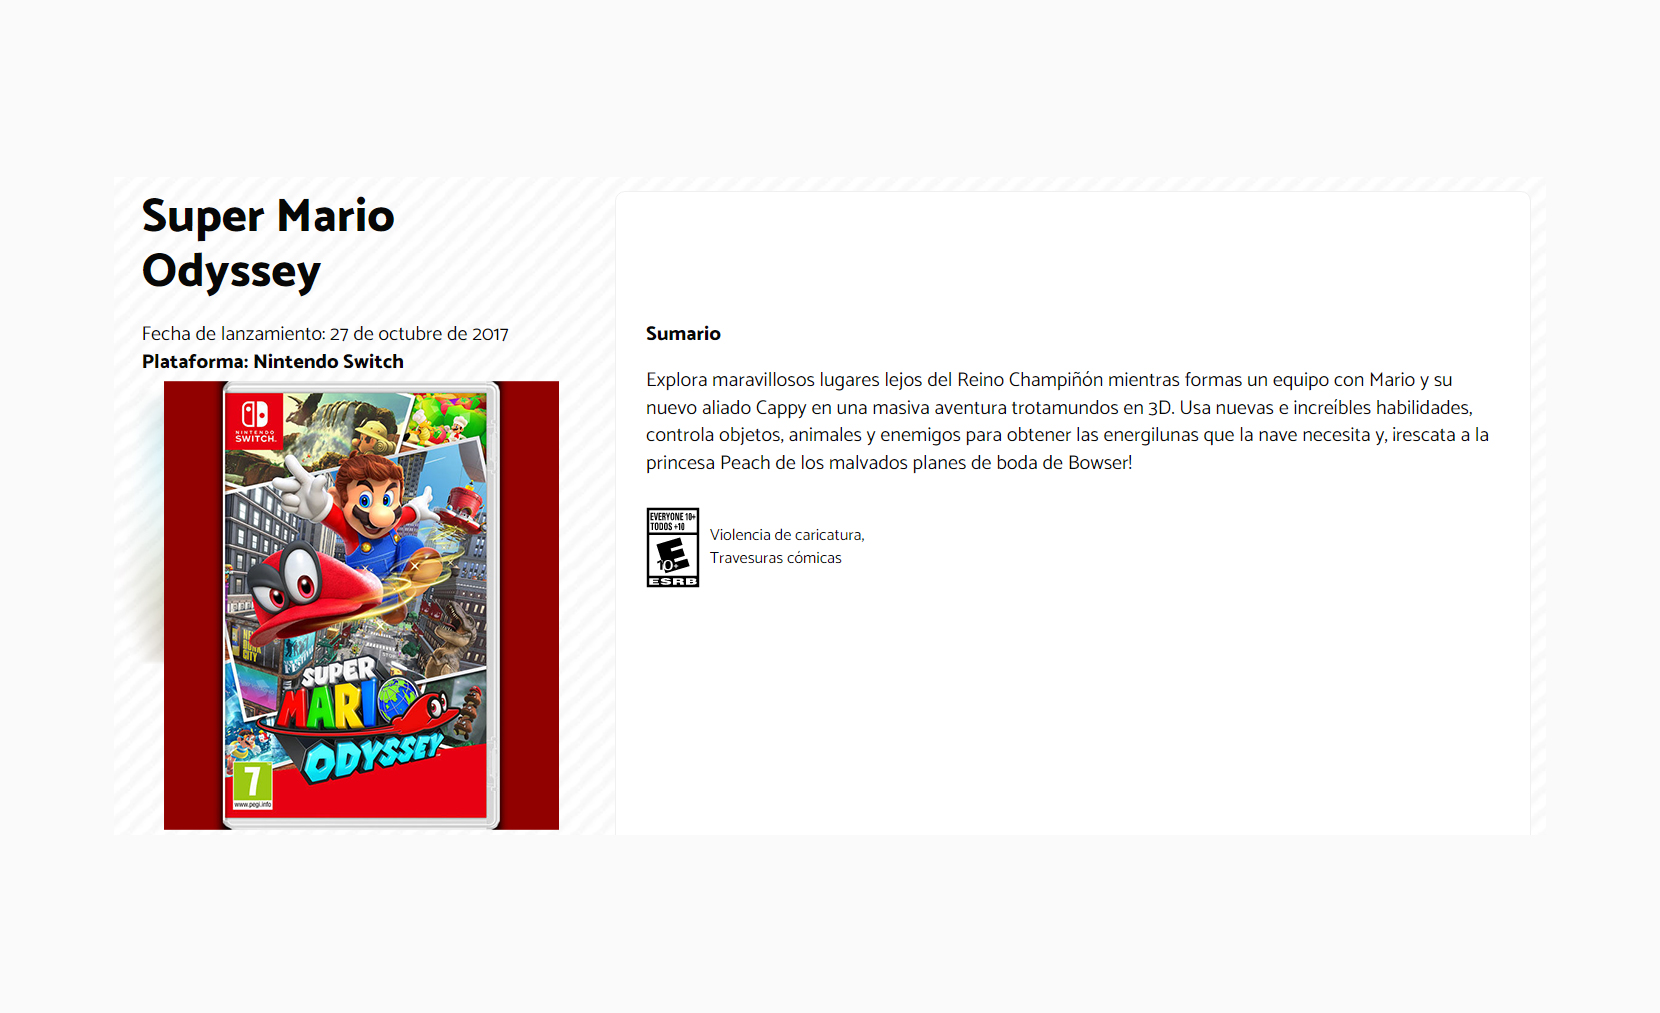 Super Mario
Odyssey
Fecha de lanzamiento: 27 de octubre de 2017
Plataforma: Nintendo Switch
NINTENDO
SWITCH.
SUPER
MARIO
ODYSSEY
7
www.pegi.info
Sumario
Explora maravillosos lugares lejos del Reino Champiñón mientras formas un equipo con Mario y su
nuevo aliado Cappy en una masiva aventura trotamundos en 3D. Usa nuevas e increíbles habilidades,
controla objetos, animales y enemigos para obtener las energilunas que la nave necesita y, ¡rescata a la
princesa Peach de los malvados planes de boda de Bowser!
EVERYONE 10+
TODOS +10
E
10+
ESRB
Violencia de caricatura,
Travesuras cómicas